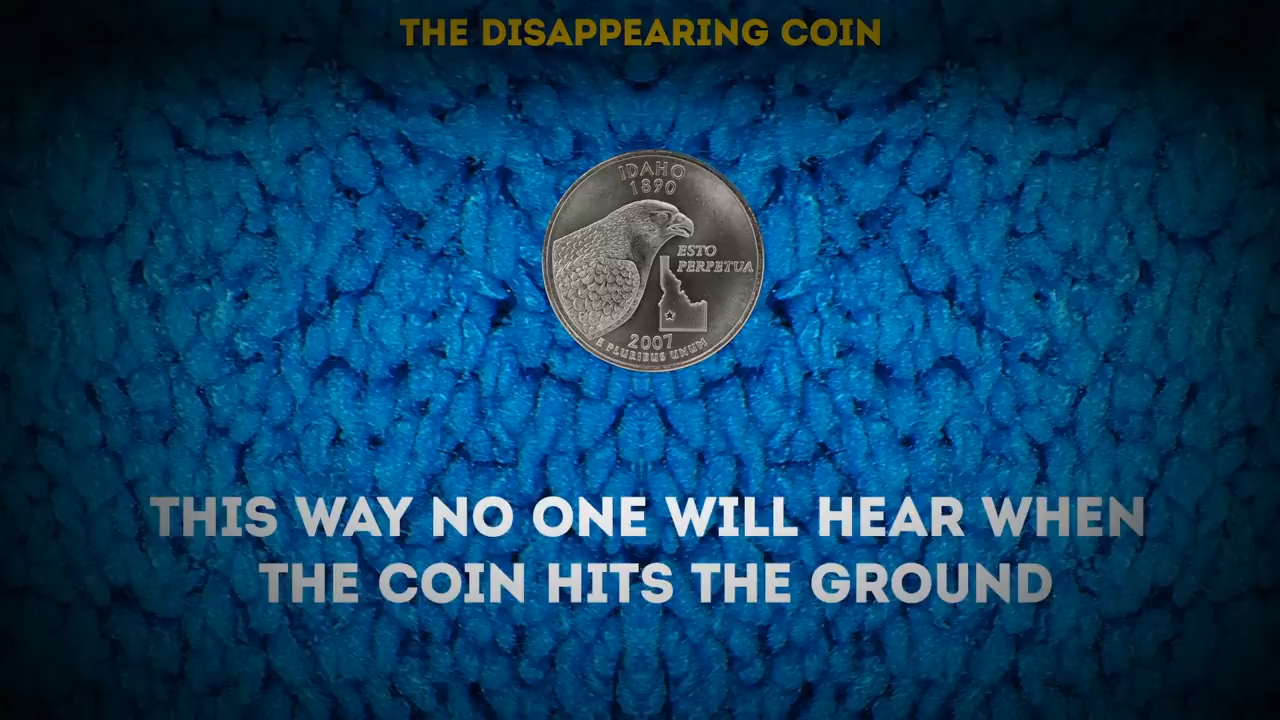 THE DISAPPEARING COIN
IDAHO
1890
ESTO
PERPETUA
2007
E PLURIBUS UNUM
THIS WAY NO ONE WILL HEAR WHEN
THE COIN HITS THE GROUND